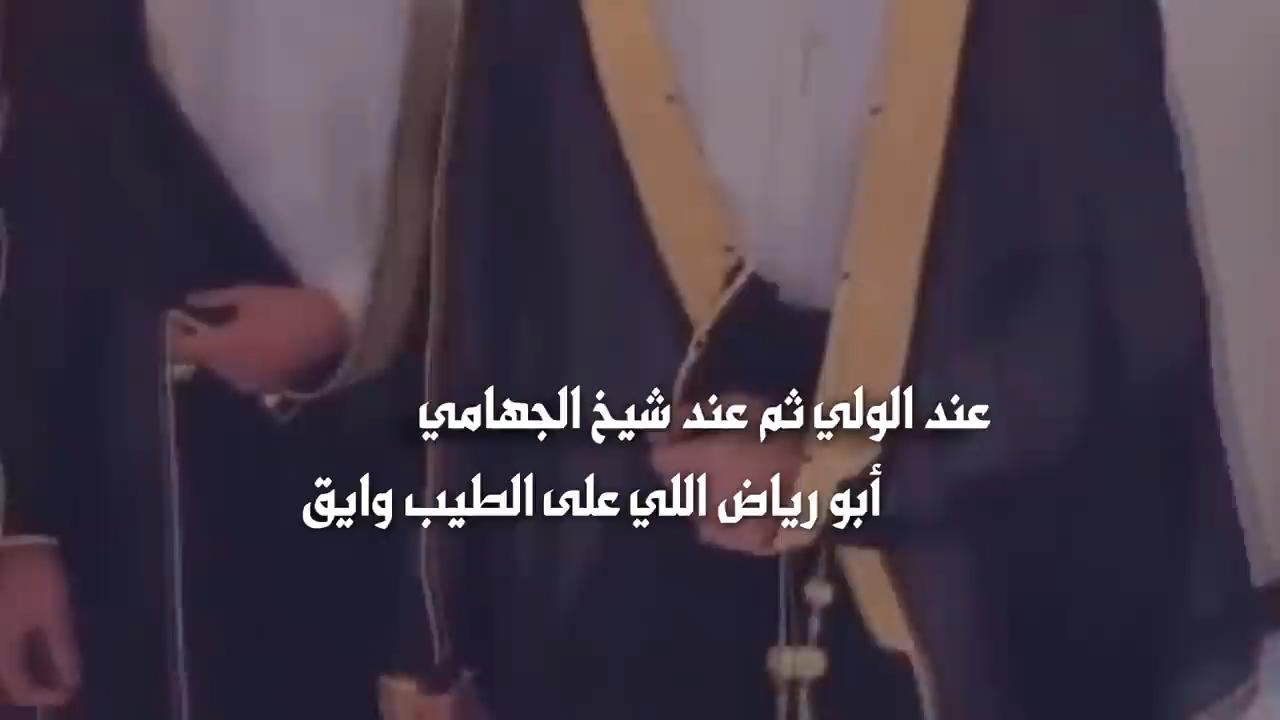 عند الولي ثم عند شيخ الجهامي
أبو رياض اللي على الطيب وايق